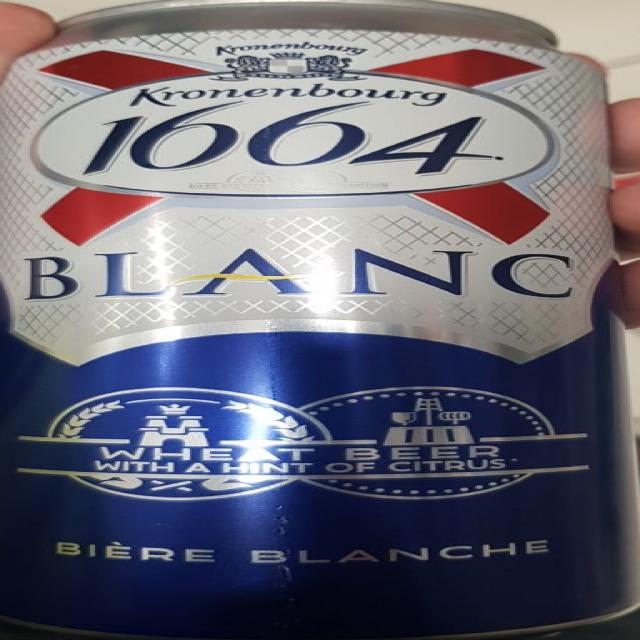 Kronenbourg
Kronenbourg
1664.
BLANC
WHEAT BEER
WITH A HINT OF CITRUS.
BIÈRE BLANCHE